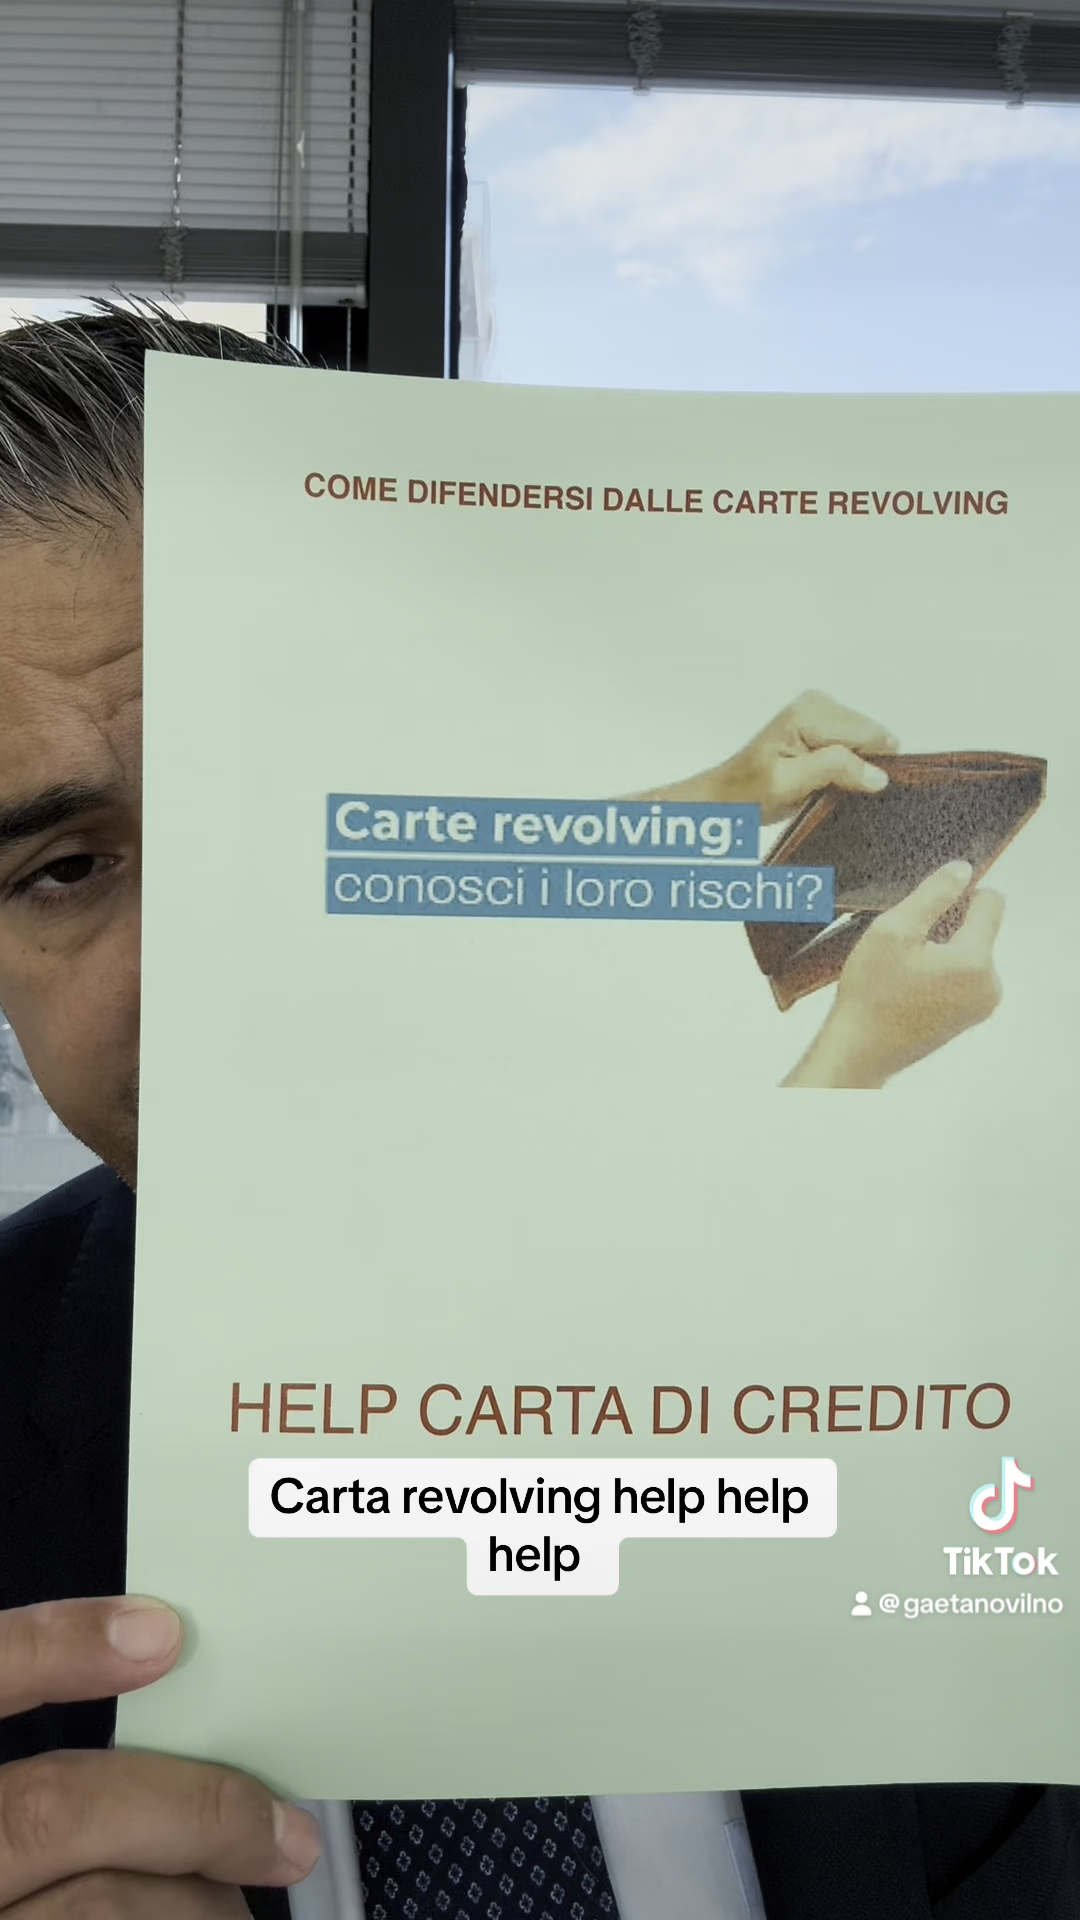 COME DIFENDERSI DALLE CARTE REVOLVING
Carte revolving:
conosci i loro rischi?
HELP CARTA DI CREDITO
Carta revolving help help
help
TikTok
@gaetanovilno